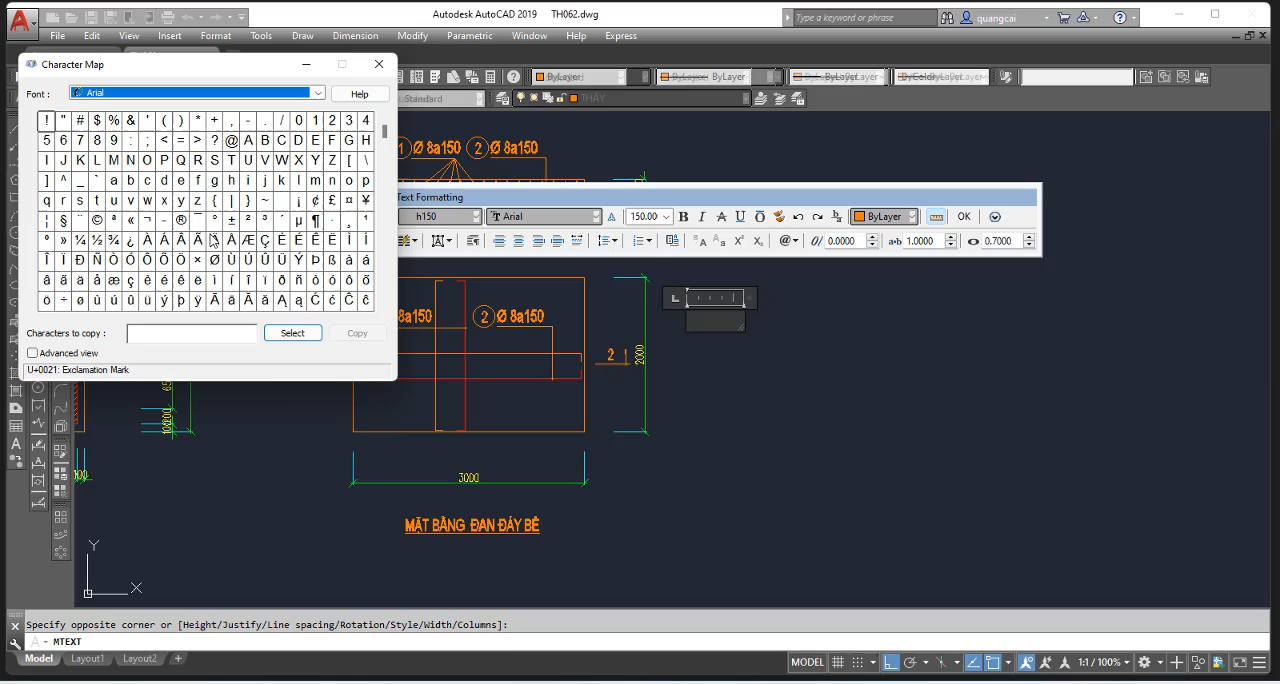 Autodesk AutoCAD 2019 TH062.dwg
Type a keyword or phrase
quangcai
File Edit View Insert Format Tools Draw Dimension Modify Parametric Window Help Express
Character Map
Font : Arial Help
! " # $ % & ' ( ) * + , - . / 0 1 2 3 4
5 6 7 8 9 : ; < = > ? @ A B C D E F G H
I J K L M N O P Q R S T U V W X Y Z [ \
] ^ _ ` a b c d e f g h i j k l m n o p
q r s t u v w x y z { | } ~ ¡ ¢ £ ¤ ¥
¦ § ¨ © ª « ¬ - ® ¯ ° ± ² ³ ´ µ ¶ · ¸ ¹
º » ¼ ½ ¾ ¿ À Á Â Ã Å Æ Ç È É Ê Ë Ì Í
Î Ï Ð Ñ Ò Ó Ô Õ Ö × Ø Ù Ú Û Ü Ý Þ ß à á
â ã ä å æ ç è é ê ë ì í î ï ð ñ ò ó ô õ
ö ÷ ø ù ú û ü ý þ ÿ Ā ā Ă ă Ą ą Ć ć Ĉ ĉ
Characters to copy : Select Copy
Advanced view
U+0021: Exclamation Mark
ByLayer ByLayer ByLayer ByColor
Standard THÂY
1 Ø 8a150 2 Ø 8a150
Text Formatting
h150 Arial 150.00 B I A U O ByLayer OK
@ 0/ 0.0000 a•b 1.0000 0.7000
8a150 2 Ø 8a150
2
2000
100
3000
MẶT BẰNG ĐAN ĐÁY BỂ
Y
X
Specify opposite corner or [Height/Justify/Line spacing/Rotation/Style/Width/Columns]:
MTEXT
Model Layout1 Layout2 +
MODEL 1:1 / 100%